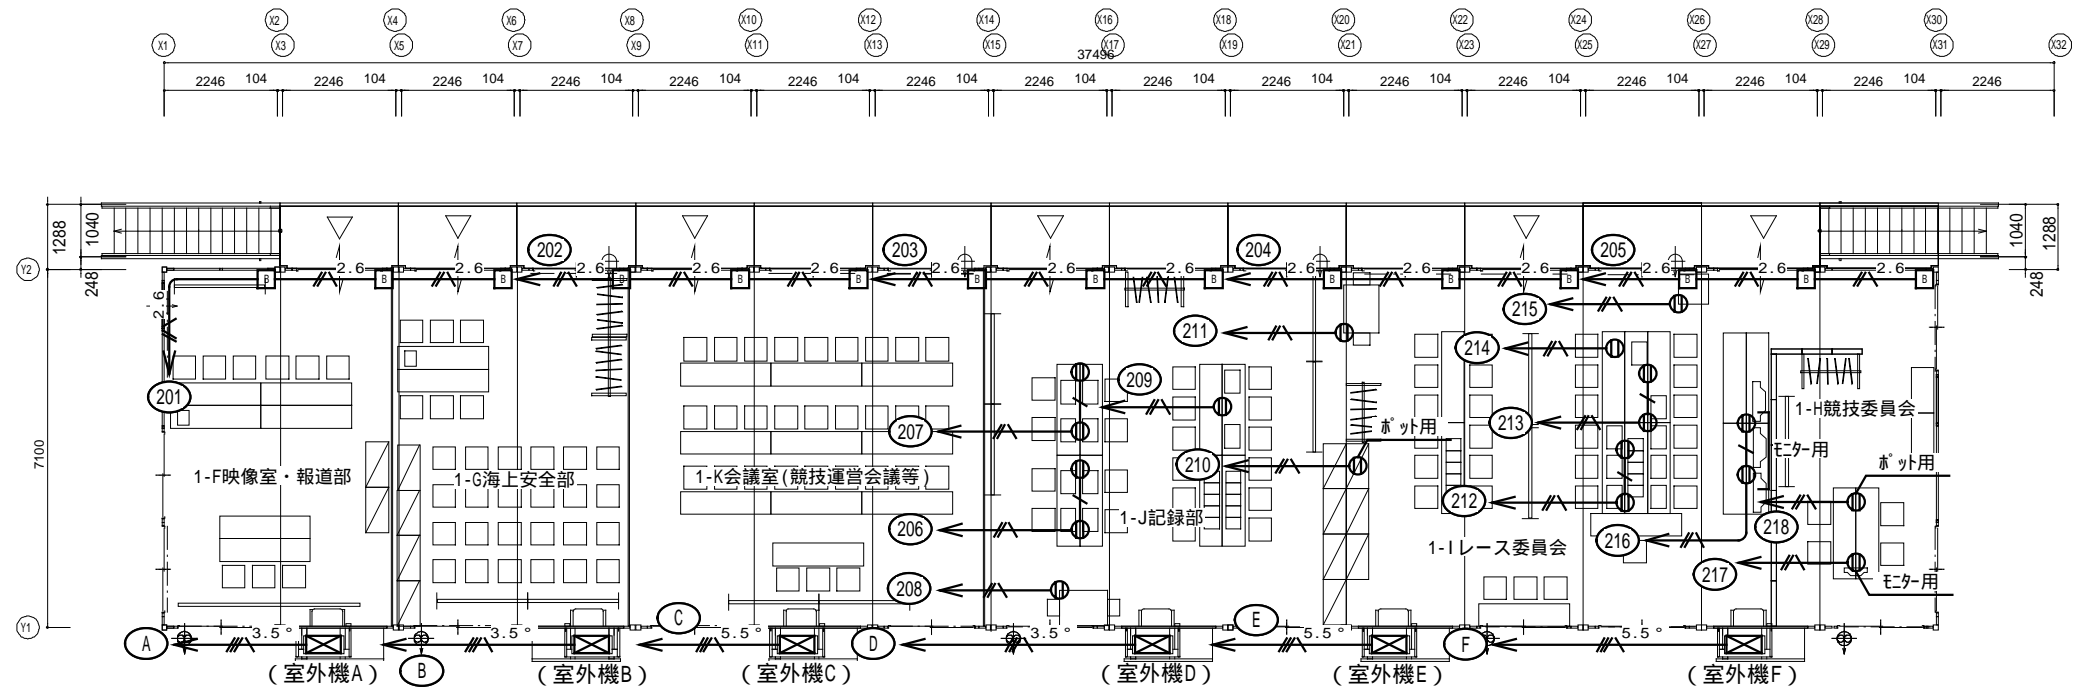 X2 X4 X6 X8 X10 X12 X14 X16 X18 X20 X22 X24 X26 X28 X30
X1 X3 X5 X7 X9 X11 X13 X15 X17 X19 X21 X23 X25 X27 X29 X31 X32
37496
2246 104 2246 104 2246 104 2246 104 2246 104 2246 104 2246 104 2246 104 2246 104 2246 104 2246 104 2246 104 2246 104 2246 104 2246 104 2246
1288 1040 1040 1288
202 203 204 205
Y2 248 248
2.6 2.6 2.6 2.6 2.6 2.6 2.6 2.6 2.6 2.6 2.6 2.6 2.6 2.6
B B B B B B B B B B B B B B B
2.6
215
211
214
209
201
1-H競技委員会
213
207
ポット用
7100
モニター用
210
ポット用
1-F映像室・報道部
1-G海上安全部
1-K会議室(競技運営会議等)
212
1-J記録部
206
218
216
1-Iレース委員会
217
モニター用
208
C E
Y1
3.5° 3.5° 5.5° 3.5° 5.5° 5.5°
A D F
B
(室外機A) (室外機B) (室外機C) (室外機D) (室外機E) (室外機F)